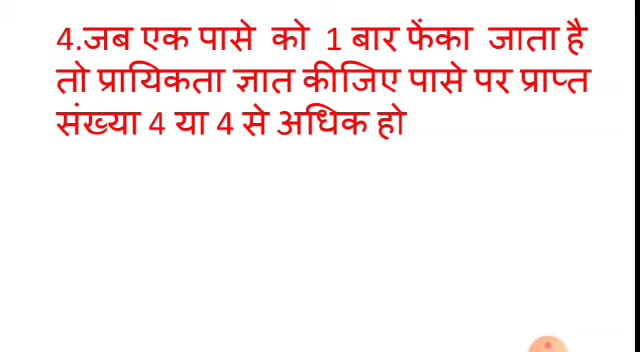 4.जब एक पासे को 1 बार फेंका जाता है
तो प्रायिकता ज्ञात कीजिए पासे पर प्राप्त
संख्या 4 या 4 से अधिक हो